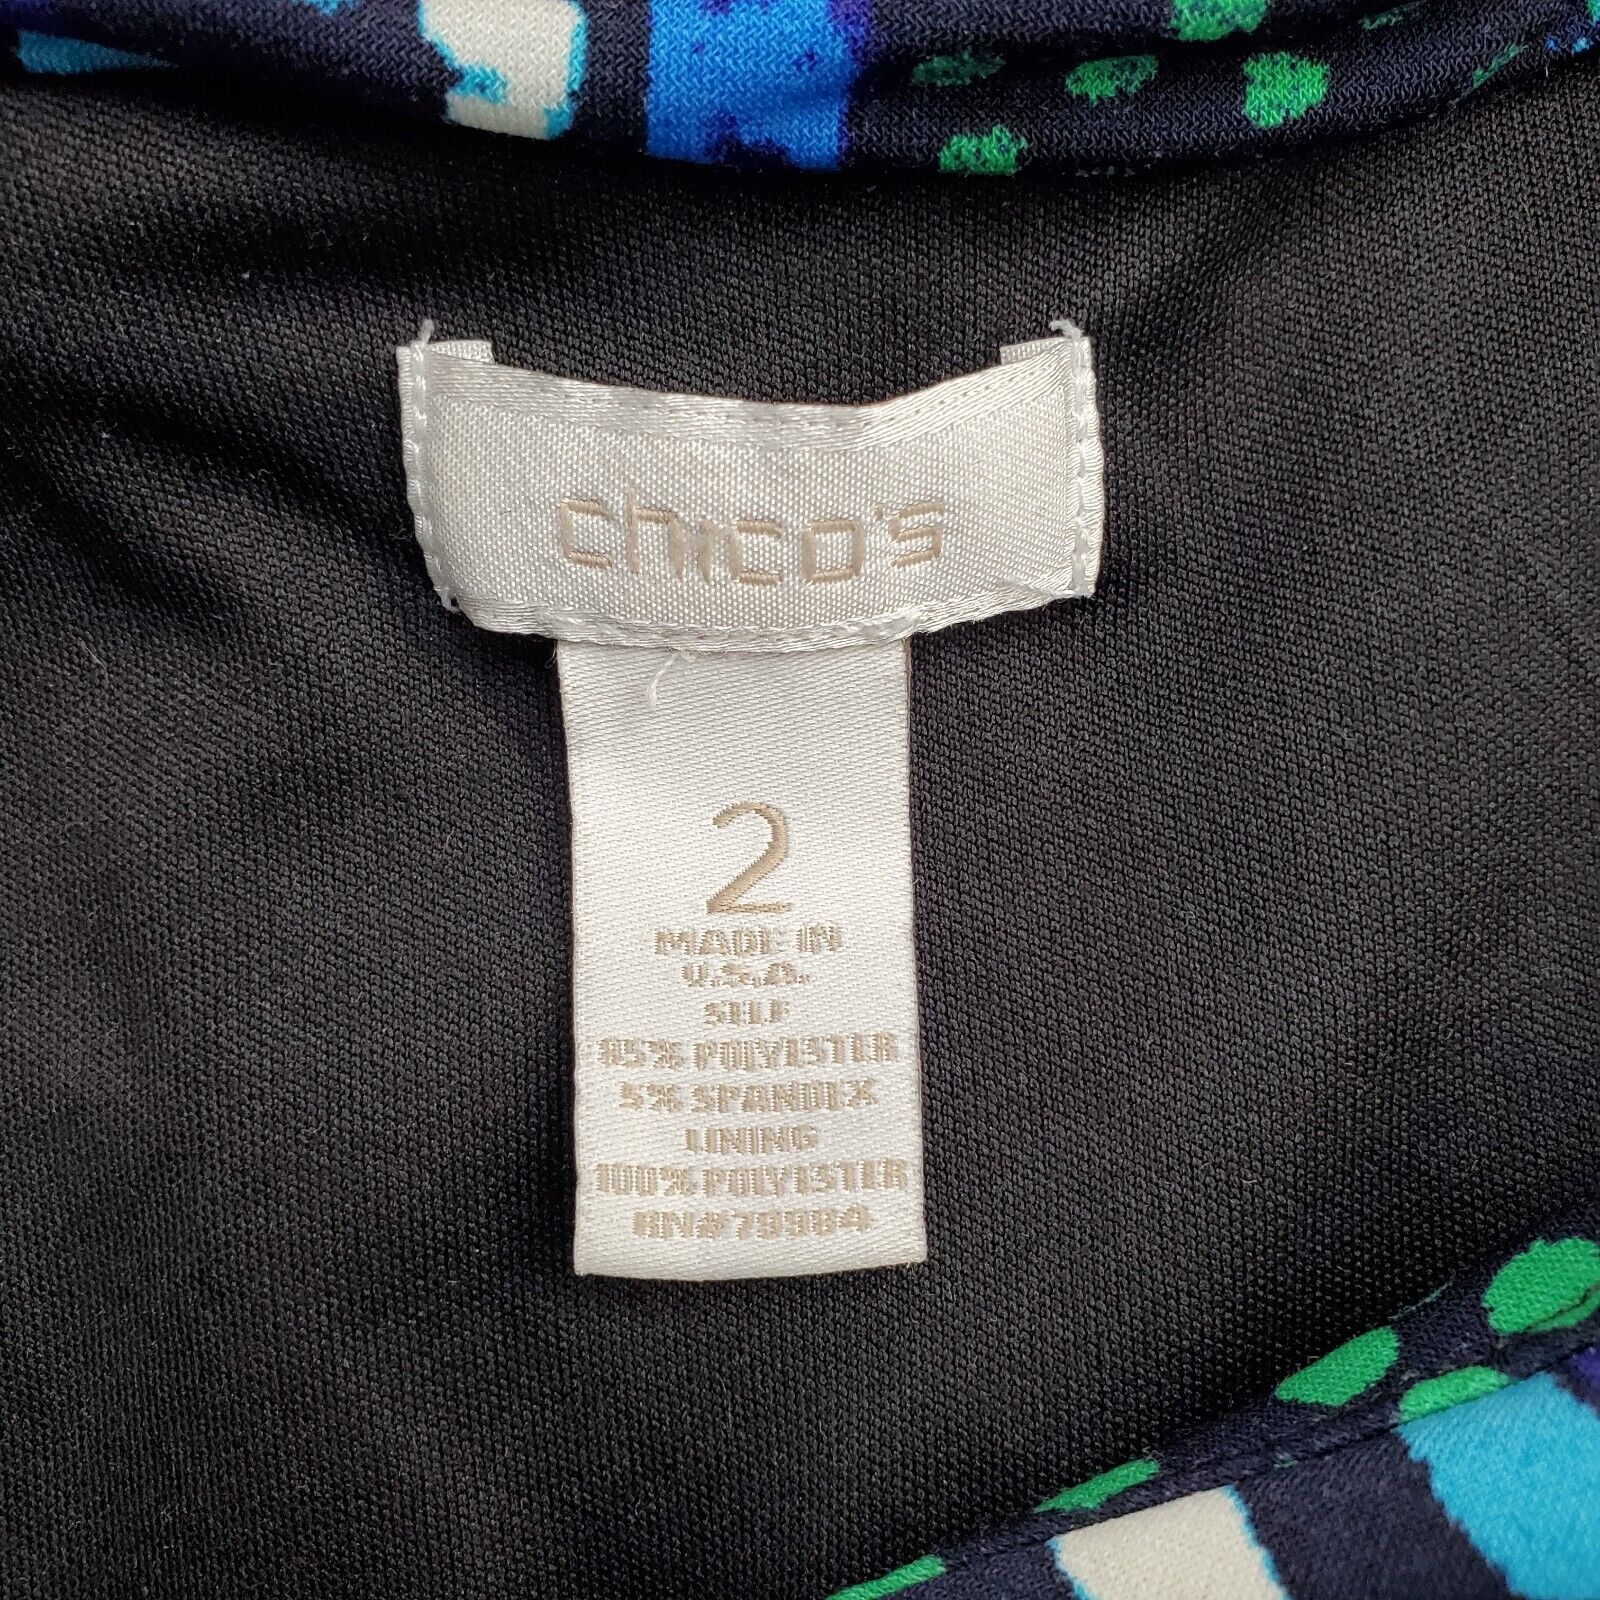 chico's
2
MADE IN
U.S.A.
SELF
95% POLYESTER
5% SPANDEX
LINING
100% POLYESTER
RN#79984